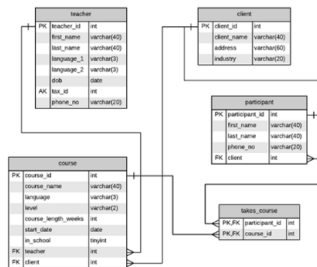 teacher
PK teacher_id int
first_name varchar(40)
last_name varchar(40)
language_1 varchar(3)
language_2 varchar(3)
dob date
AK tax_id int
phone_no varchar(20)
client
PK client_id int
client_name varchar(40)
address varchar(60)
industry varchar(20)
participant
PK participant_id int
first_name varchar(40)
last_name varchar(40)
phone_no varchar(20)
FK client int
course
PK course_id int
course_name varchar(40)
language varchar(3)
level varchar(2)
course_length_weeks int
start_date date
in_school tinyint
FK teacher int
FK client int
takes_course
PK,FK participant_id int
PK,FK course_id int